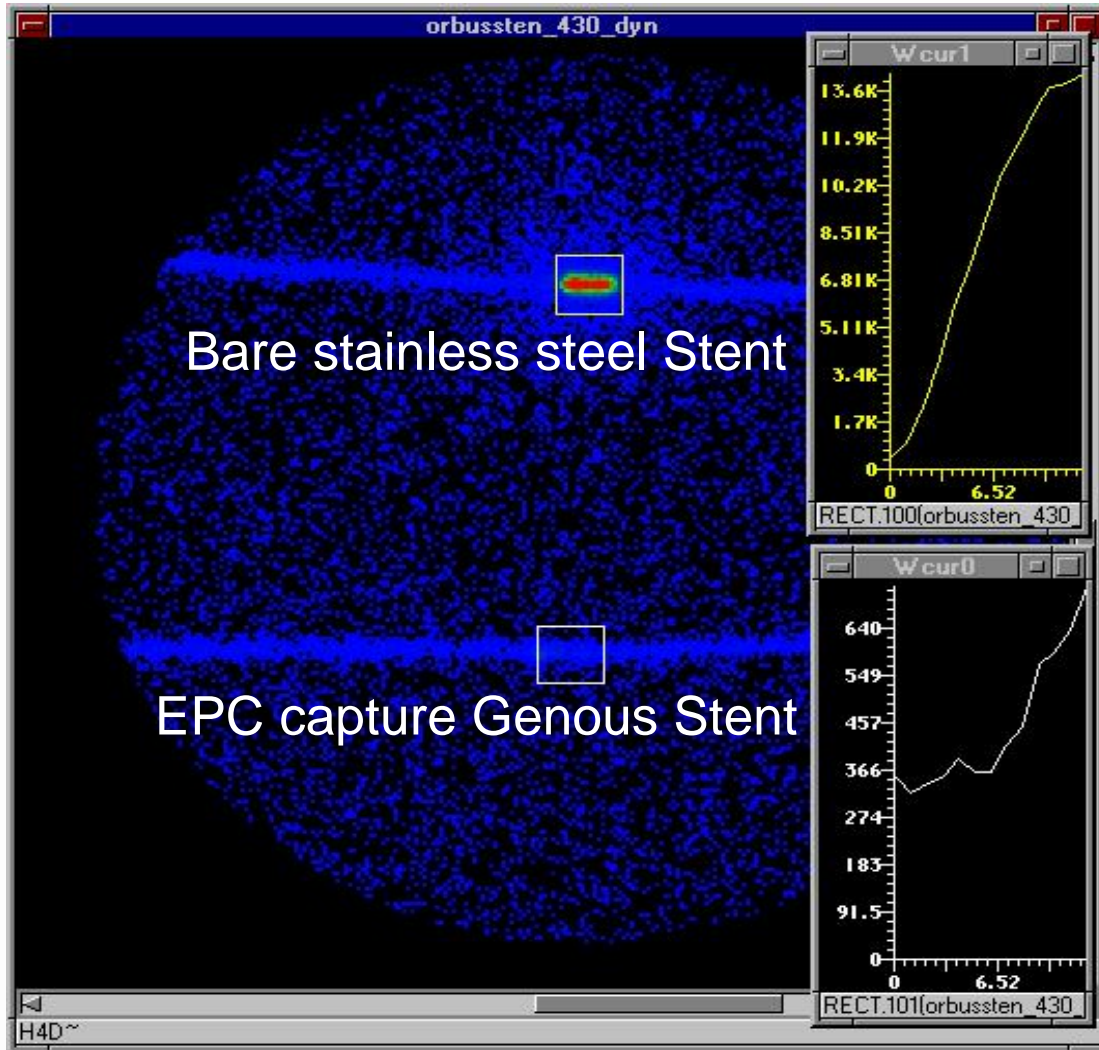 orbussten_430_dyn
Wcur1
13.6K
11.9K
10.2K
8.51K
6.81K
5.11K
3.4K
1.7K
0
0 6.52
RECT.100(orbussten_430_
Bare stainless steel Stent
Wcur0
640
549
457
366
274
183
91.5
0
0 6.52
RECT.101(orbussten_430_
EPC capture Genous Stent
H4D~